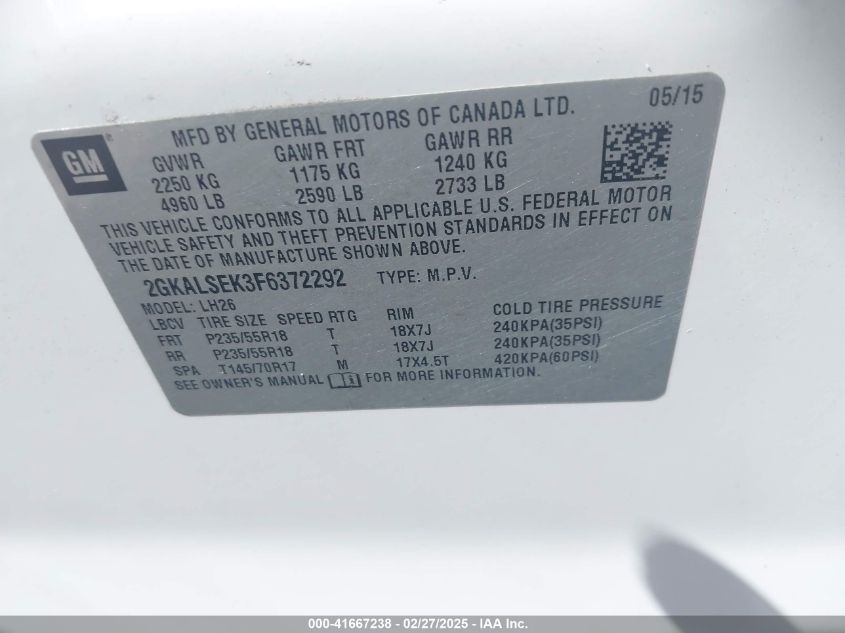 05/15
MFD BY GENERAL MOTORS OF CANADA LTD.
GM
GVWR GAWR FRT GAWR RR
2250 KG 1175 KG 1240 KG
4960 LB 2590 LB 2733 LB
THIS VEHICLE CONFORMS TO ALL APPLICABLE U.S. FEDERAL MOTOR
VEHICLE SAFETY AND THEFT PREVENTION STANDARDS IN EFFECT ON
THE DATE OF MANUFACTURE SHOWN ABOVE.
2GKALSEK3F6372292 TYPE: M.P.V.
MODEL: LH26
LBCV TIRE SIZE SPEED RTG RIM COLD TIRE PRESSURE
FRT P235/55R18 T 18X7J 240KPA(35PSI)
RR P235/55R18 T 18X7J 240KPA(35PSI)
SPA T145/70R17 M 17X4.5T 420KPA(60PSI)
SEE OWNER'S MANUAL FOR MORE INFORMATION.
000-41667238 - 02/27/2025 - IAA Inc.